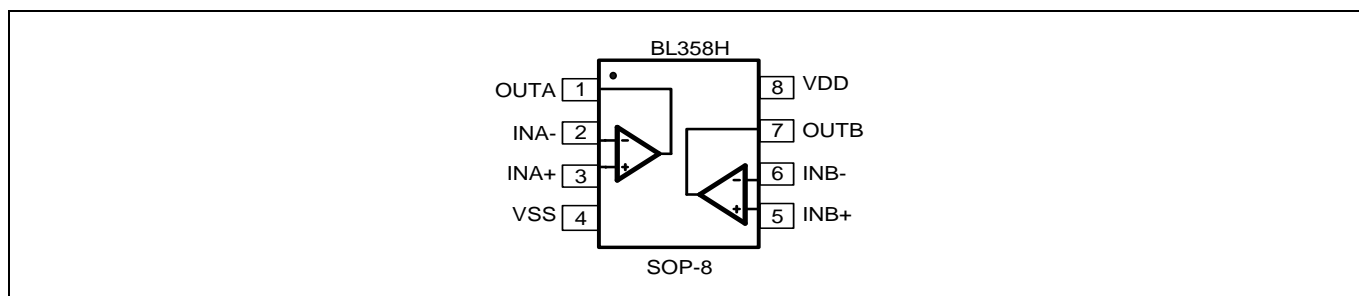 BL358H
OUTA 1
8 VDD
INA- 2
7 OUTB
INA+ 3
6 INB-
VSS 4
5 INB+
- +
- +
SOP-8